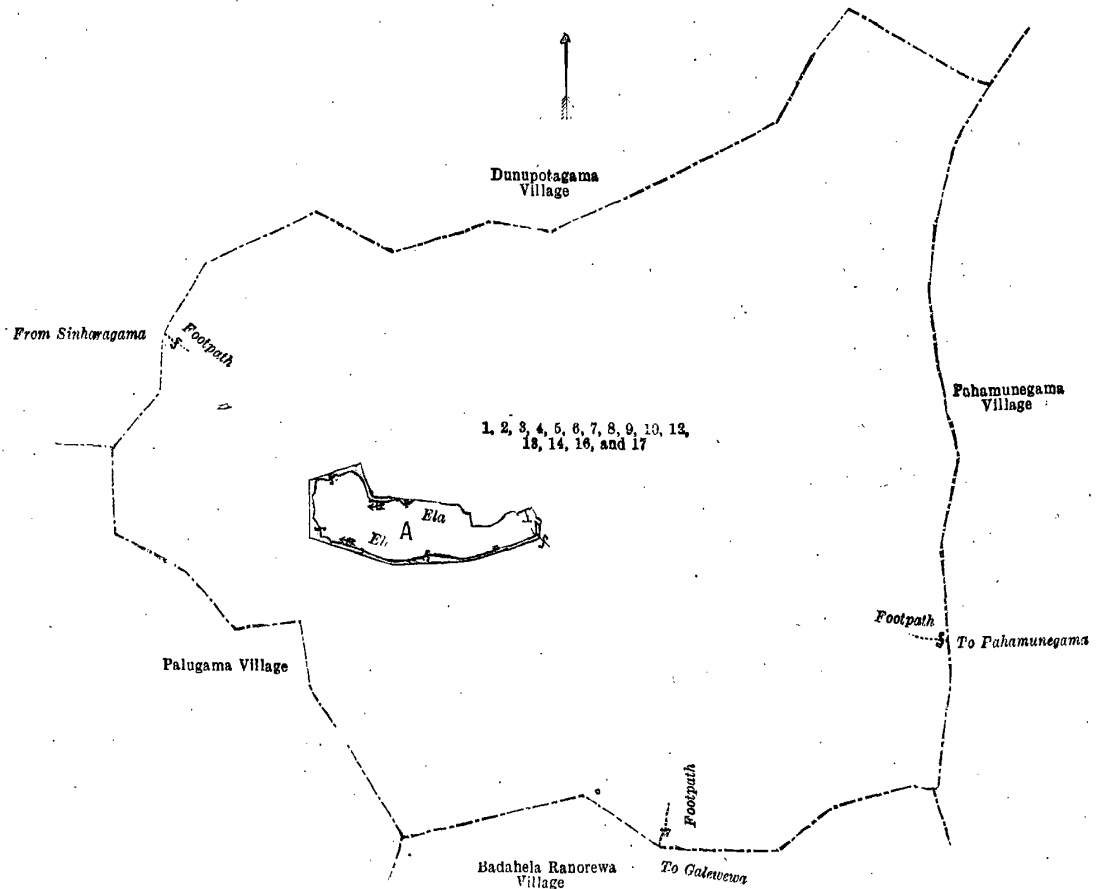 Dunupotagama
Village
From Sinharagama
Footpath
Pahamunegama
Village
1, 2, 3, 4, 5, 6, 7, 8, 9, 10, 12,
13, 14, 16, and 17
Ela
A
Footpath
To Pahamunegama
Palugama Village
Footpath
Badahela Ranorewa
Village
To Galewewa